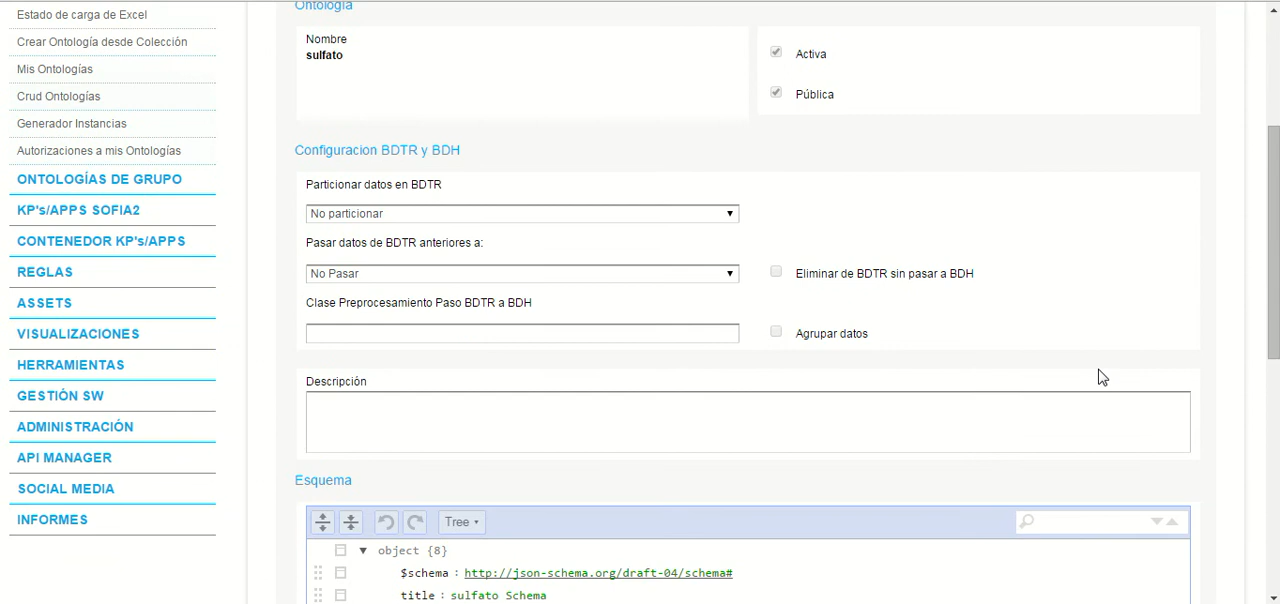 Estado de carga de Excel
Crear Ontología desde Colección
Mis Ontologías
Crud Ontologías
Generador Instancias
Autorizaciones a mis Ontologías
ONTOLOGÍAS DE GRUPO
KP's/APPS SOFIA2
CONTENEDOR KP's/APPS
REGLAS
ASSETS
VISUALIZACIONES
HERRAMIENTAS
GESTIÓN SW
ADMINISTRACIÓN
API MANAGER
SOCIAL MEDIA
INFORMES
Ontología
Nombre
sulfato
Activa
Pública
Configuracion BDTR y BDH
Particionar datos en BDTR
No particionar
Pasar datos de BDTR anteriores a:
No Pasar
Eliminar de BDTR sin pasar a BDH
Clase Preprocesamiento Paso BDTR a BDH
Agrupar datos
Descripción
Esquema
Tree
object {8}
$schema : http://json-schema.org/draft-04/schema#
title : sulfato Schema